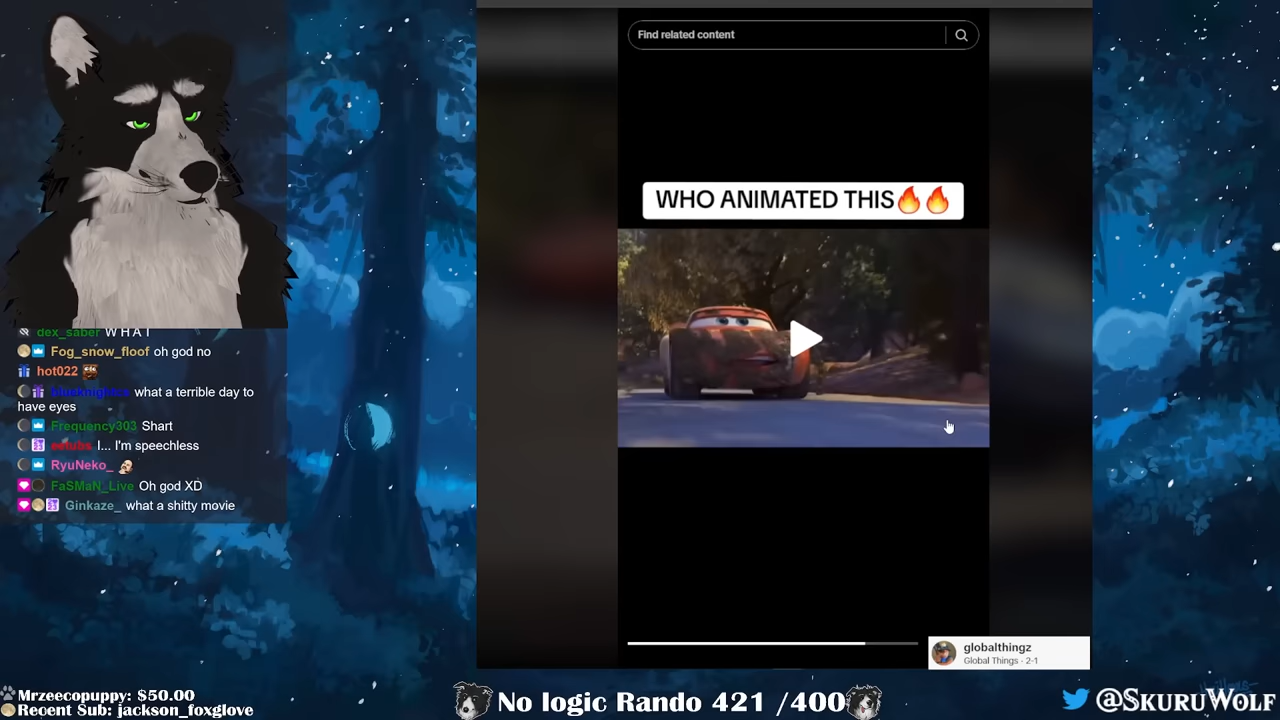 Find related content
WHO ANIMATED THIS🔥🔥
dex_saber W H A T
Fog_snow_floof oh god no
hot022
what a terrible day to
have eyes
Frequency303 Shart
I... I'm speechless
RyuNeko_
FaSMaN_Live Oh god XD
Ginkaze_ what a shitty movie
globalthingz
Global Things · 2-1
Mrzeecopuppy: $50.00
Recent Sub: jackson_foxglove
No logic Rando 421 /400
@SkuruWolf